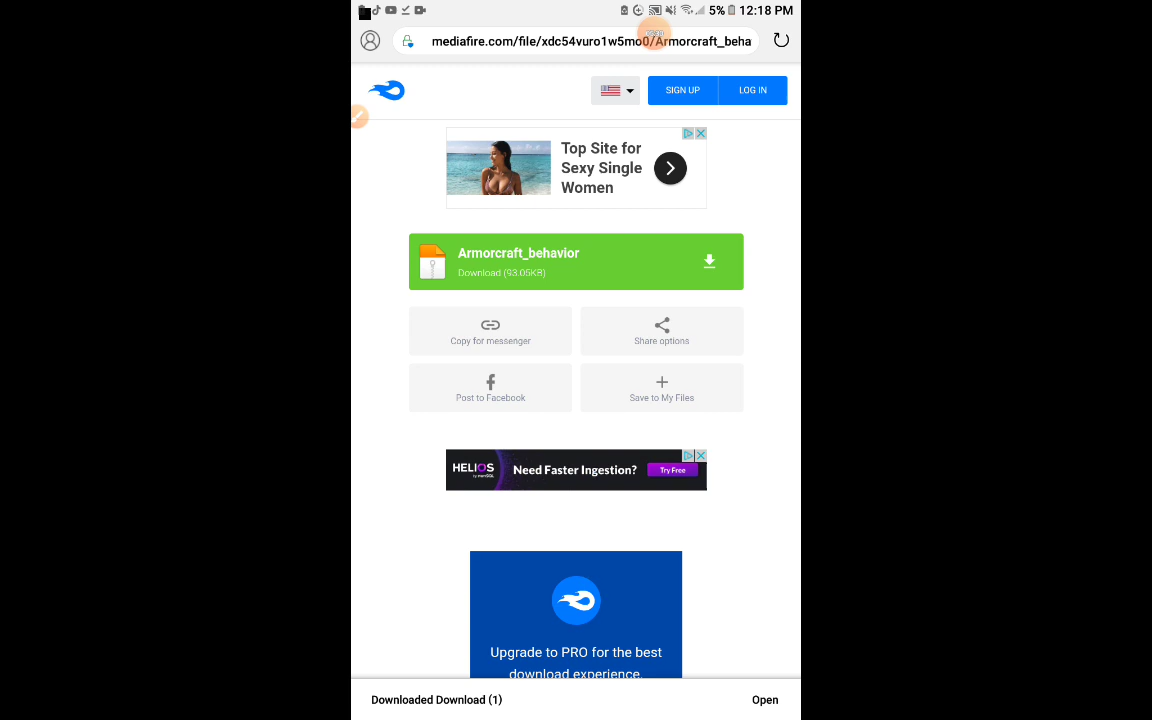 5% 12:18 PM
mediafire.com/file/xdc54vuro1w5mo0/Armorcraft_beha
SIGN UP LOG IN
Top Site for
Sexy Single
Women
Armorcraft_behavior
Download (93.05KB)
Copy for messenger
Share options
Post to Facebook
Save to My Files
HELIOS
Need Faster Ingestion?
Try Free
Upgrade to PRO for the best
download experience.
Downloaded Download (1)
Open